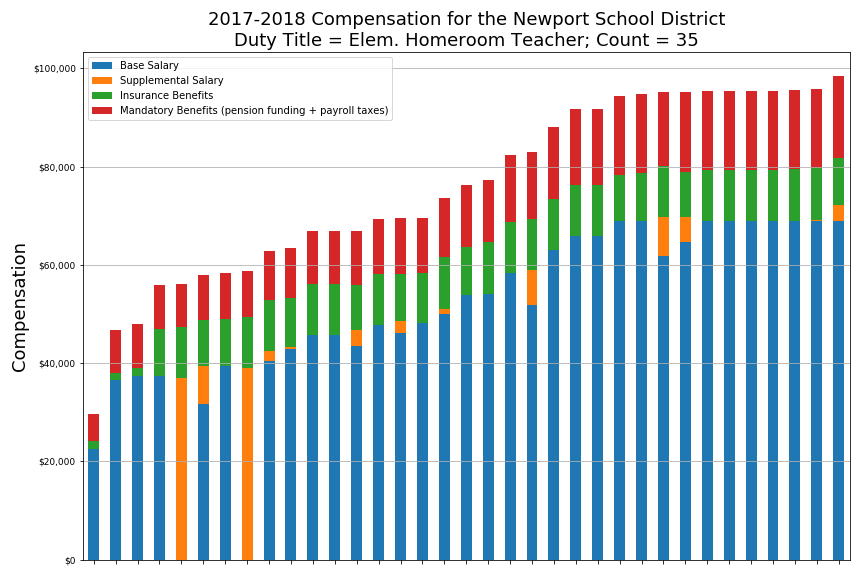 2017-2018 Compensation for the Newport School District
Duty Title = Elem. Homeroom Teacher; Count = 35
Base Salary
Supplemental Salary
Insurance Benefits
Mandatory Benefits (pension funding + payroll taxes)
Compensation
$100,000
$80,000
$60,000
$40,000
$20,000
$0